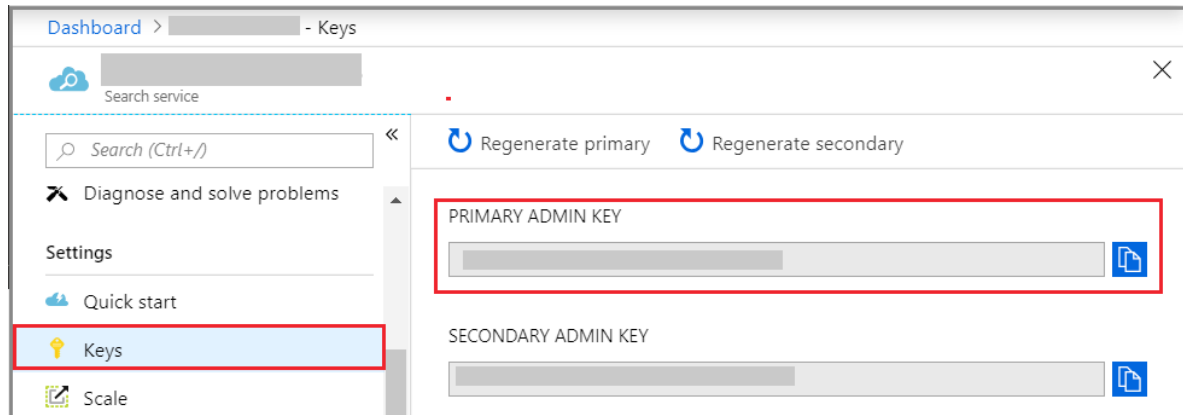 Dashboard > - Keys
Search service
Search (Ctrl+/)
«
Regenerate primary Regenerate secondary
Diagnose and solve problems
PRIMARY ADMIN KEY
Settings
Quick start
SECONDARY ADMIN KEY
Keys
Scale